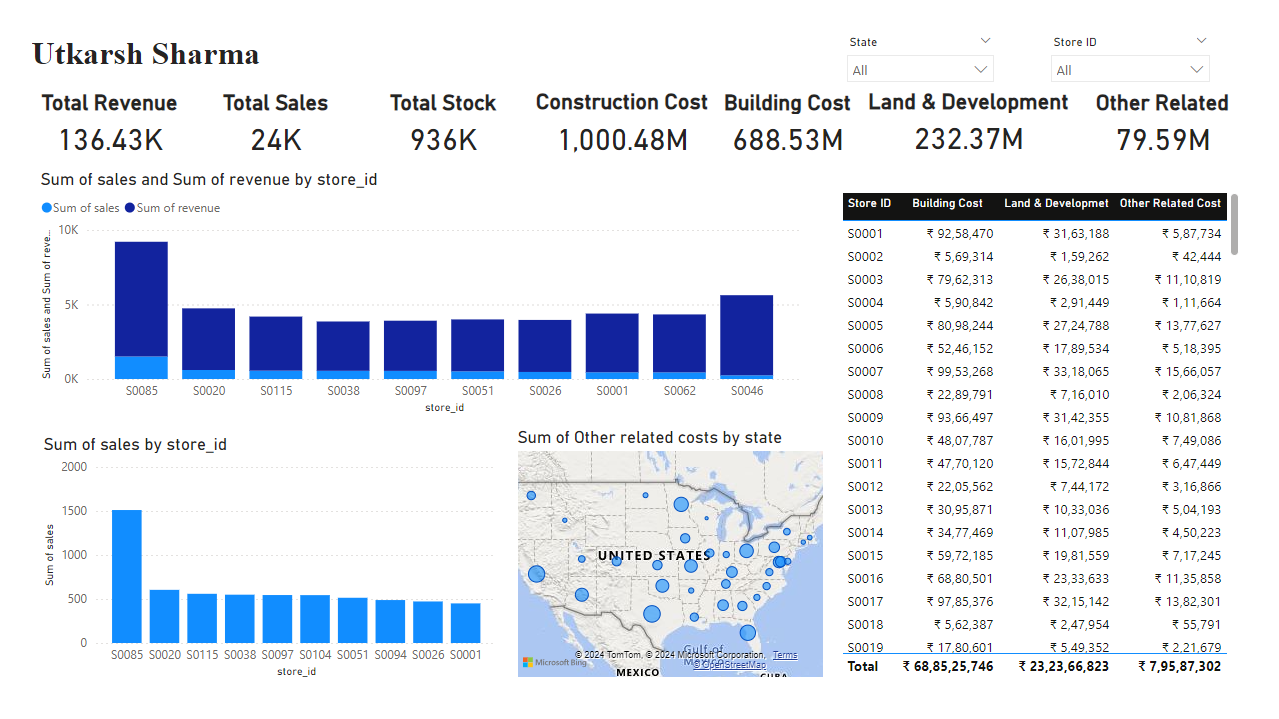 Utkarsh Sharma
State
All
Store ID
All
Total Revenue
136.43K
Total Sales
24K
Total Stock
936K
Construction Cost
1,000.48M
Building Cost
688.53M
Land & Development
232.37M
Other Related
79.59M
Sum of sales and Sum of revenue by store_id
Sum of sales Sum of revenue
Sum of sales and Sum of reve...
10K
5K
0K
S0085 S0020 S0115 S0038 S0097 S0051 S0026 S0001 S0062 S0046
store_id
Sum of sales by store_id
Sum of sales
2000
1500
1000
500
0
S0085 S0020 S0115 S0038 S0097 S0104 S0051 S0094 S0026 S0001
store_id
Sum of Other related costs by state
UNITED STATES
Gulf of
MEXICO
CUBA
Microsoft Bing
© 2024 TomTom, © 2024 Microsoft Corporation, Terms
© OpenStreetMap
Store ID Building Cost Land & Developmet Other Related Cost
S0001 ₹ 92,58,470 ₹ 31,63,188 ₹ 5,87,734
S0002 ₹ 5,69,314 ₹ 1,59,262 ₹ 42,444
S0003 ₹ 79,62,313 ₹ 26,38,015 ₹ 11,10,819
S0004 ₹ 5,90,842 ₹ 2,91,449 ₹ 1,11,664
S0005 ₹ 80,98,244 ₹ 27,24,788 ₹ 13,77,627
S0006 ₹ 52,46,152 ₹ 17,89,534 ₹ 5,18,395
S0007 ₹ 99,53,268 ₹ 33,18,065 ₹ 15,66,057
S0008 ₹ 22,89,791 ₹ 7,16,010 ₹ 2,06,324
S0009 ₹ 93,66,497 ₹ 31,42,355 ₹ 10,81,868
S0010 ₹ 48,07,787 ₹ 16,01,995 ₹ 7,49,086
S0011 ₹ 47,70,120 ₹ 15,72,844 ₹ 6,47,449
S0012 ₹ 22,05,562 ₹ 7,44,172 ₹ 3,16,866
S0013 ₹ 30,95,871 ₹ 10,33,036 ₹ 5,04,193
S0014 ₹ 34,77,469 ₹ 11,07,985 ₹ 4,50,223
S0015 ₹ 59,72,185 ₹ 19,81,559 ₹ 7,17,245
S0016 ₹ 68,80,501 ₹ 23,33,633 ₹ 11,35,858
S0017 ₹ 97,85,376 ₹ 32,15,142 ₹ 13,82,301
S0018 ₹ 5,62,387 ₹ 2,47,954 ₹ 55,791
S0019 ₹ 17,80,601 ₹ 5,49,352 ₹ 2,21,679
Total ₹ 68,85,25,746 ₹ 23,23,66,823 ₹ 7,95,87,302